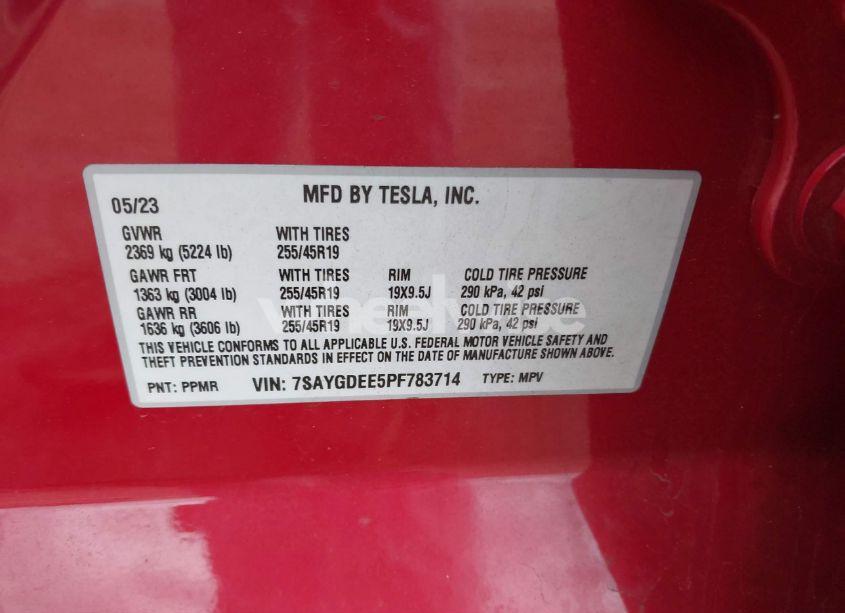 05/23 MFD BY TESLA, INC.
GVWR WITH TIRES
2369 kg (5224 lb) 255/45R19
GAWR FRT WITH TIRES RIM COLD TIRE PRESSURE
1363 kg (3004 lb) 255/45R19 19X9.5J 290 kPa, 42 psi
GAWR RR WITH TIRES RIM COLD TIRE PRESSURE
1636 kg (3606 lb) 255/45R19 19X9.5J 290 kPa, 42 psi
THIS VEHICLE CONFORMS TO ALL APPLICABLE U.S. FEDERAL MOTOR VEHICLE SAFETY AND
THEFT PREVENTION STANDARDS IN EFFECT ON THE DATE OF MANUFACTURE SHOWN ABOVE.
PNT: PPMR VIN: 7SAYGDEE5PF783714 TYPE: MPV